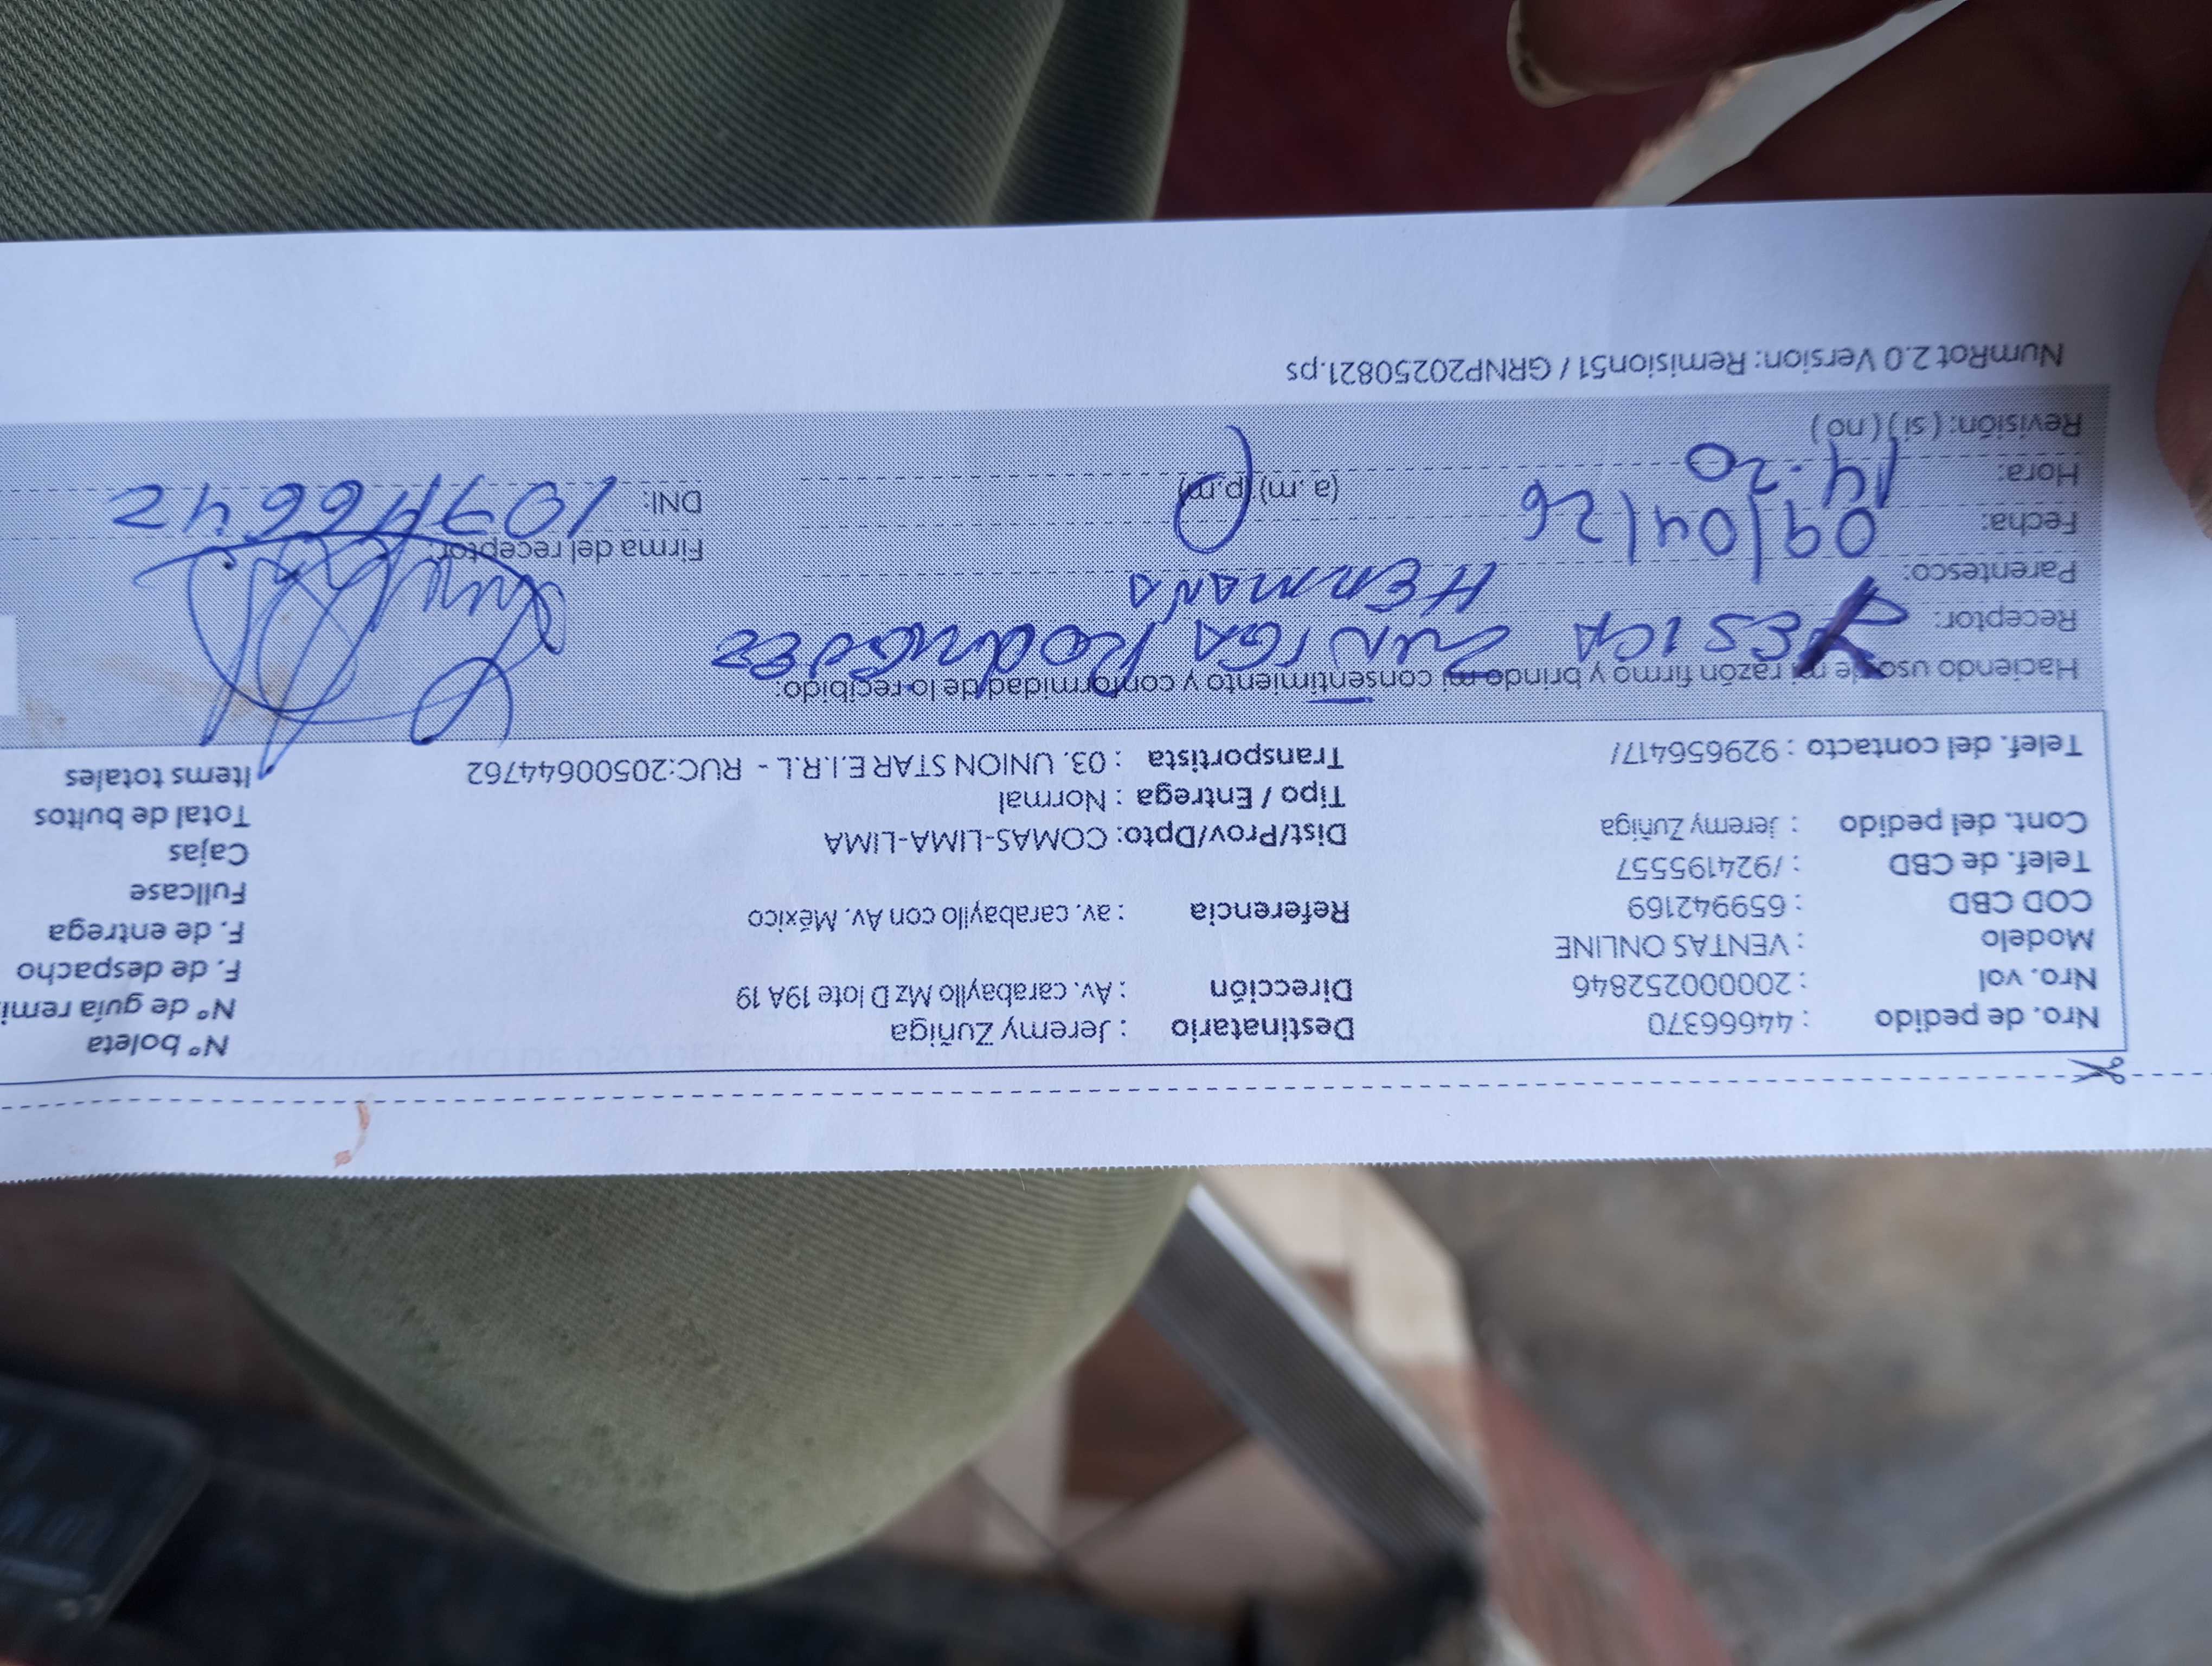 Nro. de pedido : 44666370
Nro. vol : 20000025284​6
Modelo : VENTAS ONLINE
COD CBD : 659942169
Telef. de CBD : /924195557
Cont. del pedido : Jeremy Zuñiga
Telef. del contacto : 929656417/
Destinatario : Jeremy Zuñiga
Dirección : Av. carabayllo Mz D lote 19A 19
Referencia : av. carabayllo con Av. México
Dist/Prov/Dpto: COMAS-LIMA-LIMA
Tipo / Entrega : Normal
Transportista : 03. UNION STAR E.I.R.L - RUC:20500644762
N° boleta
N° de guía remi
F. de despacho
F. de entrega
Fullcase
Cajas
Total de bultos
Items totales
Haciendo uso de mi razón firmo y brindo mi consentimiento y conformidad de lo recibido:
Receptor: YESICA ZUÑIGA RODRIGUEZ
Parentesco: HERMANA
Fecha: 09/04/26
Hora: 14:20 (a .m) (p.m)
Revisión: ( si ) ( no )
Firma del receptor:
DNI:
NumRot 2.0 Version: Remision51 / GRNP20250821.ps